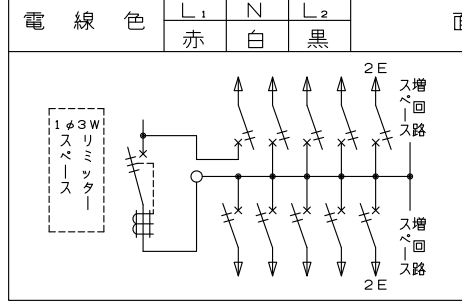 電線色 L₁ N L₂
赤 白 黒
1φ3W
リミッター
スペース
2E
増回路
スペース
増回路
スペース
2E